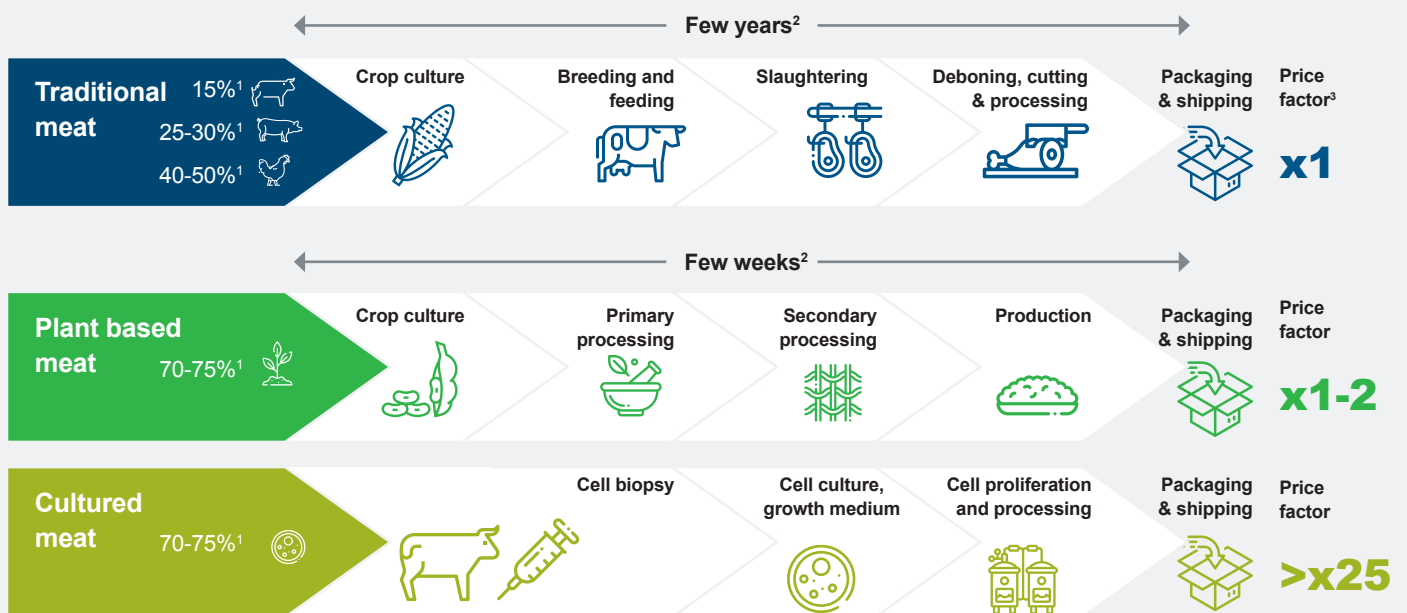 Few years²
Traditional
meat
15%¹
25-30%¹
40-50%¹
Crop culture
Breeding and
feeding
Slaughtering
Deboning, cutting
& processing
Packaging
& shipping
Price
factor³
x1
Few weeks²
Plant based
meat
70-75%¹
Crop culture
Primary
processing
Secondary
processing
Production
Packaging
& shipping
Price
factor
x1-2
Cultured
meat
70-75%¹
Cell biopsy
Cell culture,
growth medium
Cell proliferation
and processing
Packaging
& shipping
Price
factor
>x25